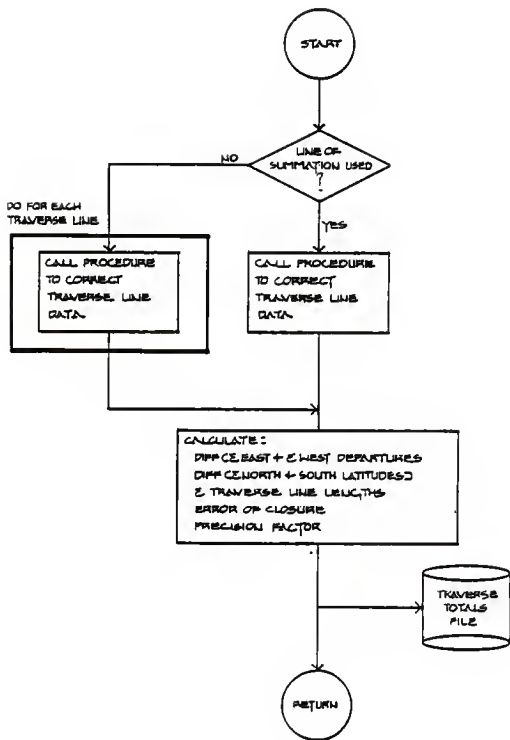 START
LINE OF
SUMMATION USED
?
NO
YES
DO FOR EACH
TRAVERSE LINE
CALL PROCEDURE
TO CORRECT
TRAVERSE LINE
DATA.
CALL PROCEDURE
TO CORRECT
TRAVERSE LINE
DATA.
CALCULATE:
DIFF(Σ EAST + Σ WEST DEPARTURES
DIFF(Σ NORTH + SOUTH LATITUDES)
Σ TRAVERSE LINE LENGTHS
ERROR OF CLOSURE
PRECISION FACTOR
TRAVERSE
TOTALS
FILE
RETURN